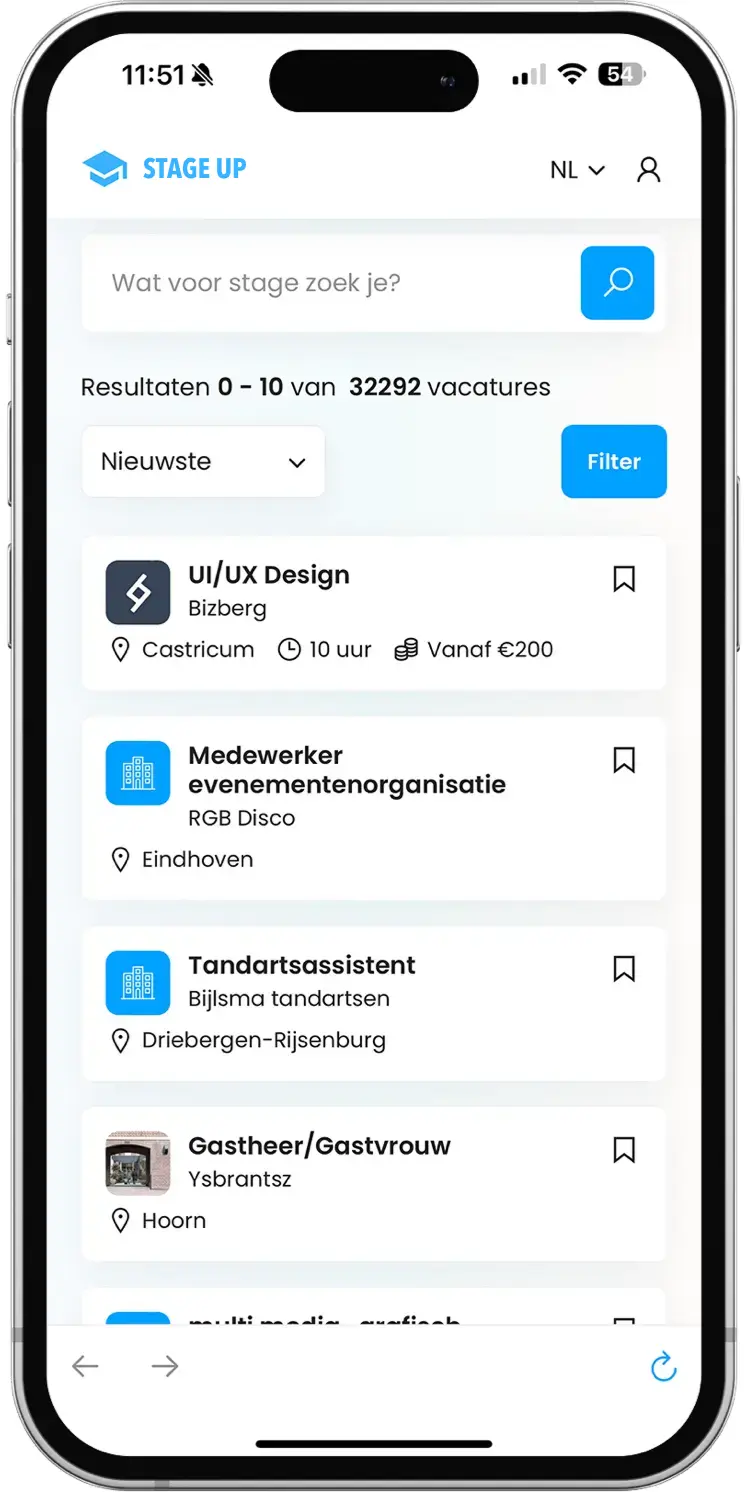 11:51
54
STAGE UP
NL
Wat voor stage zoek je?
Resultaten 0 - 10 van 32292 vacatures
Nieuwste
Filter
UI/UX Design
Bizberg
Castricum 10 uur Vanaf €200
Medewerker
evenementenorganisatie
RGB Disco
Eindhoven
Tandartsassistent
Bijlsma tandartsen
Driebergen-Rijsenburg
Gastheer/Gastvrouw
Ysbrantsz
Hoorn